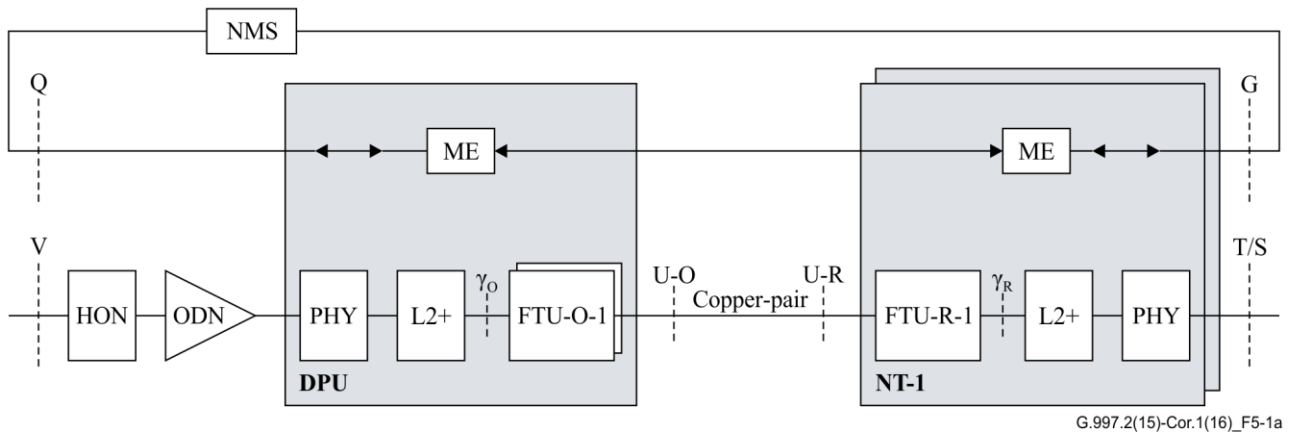 NMS
Q
G
ME
ME
V
T/S
U-O
U-R
γO
γR
Copper-pair
HON
ODN
PHY
L2+
FTU-O-1
FTU-R-1
L2+
PHY
DPU
NT-1
G.997.2(15)-Cor.1(16)_F5-1a